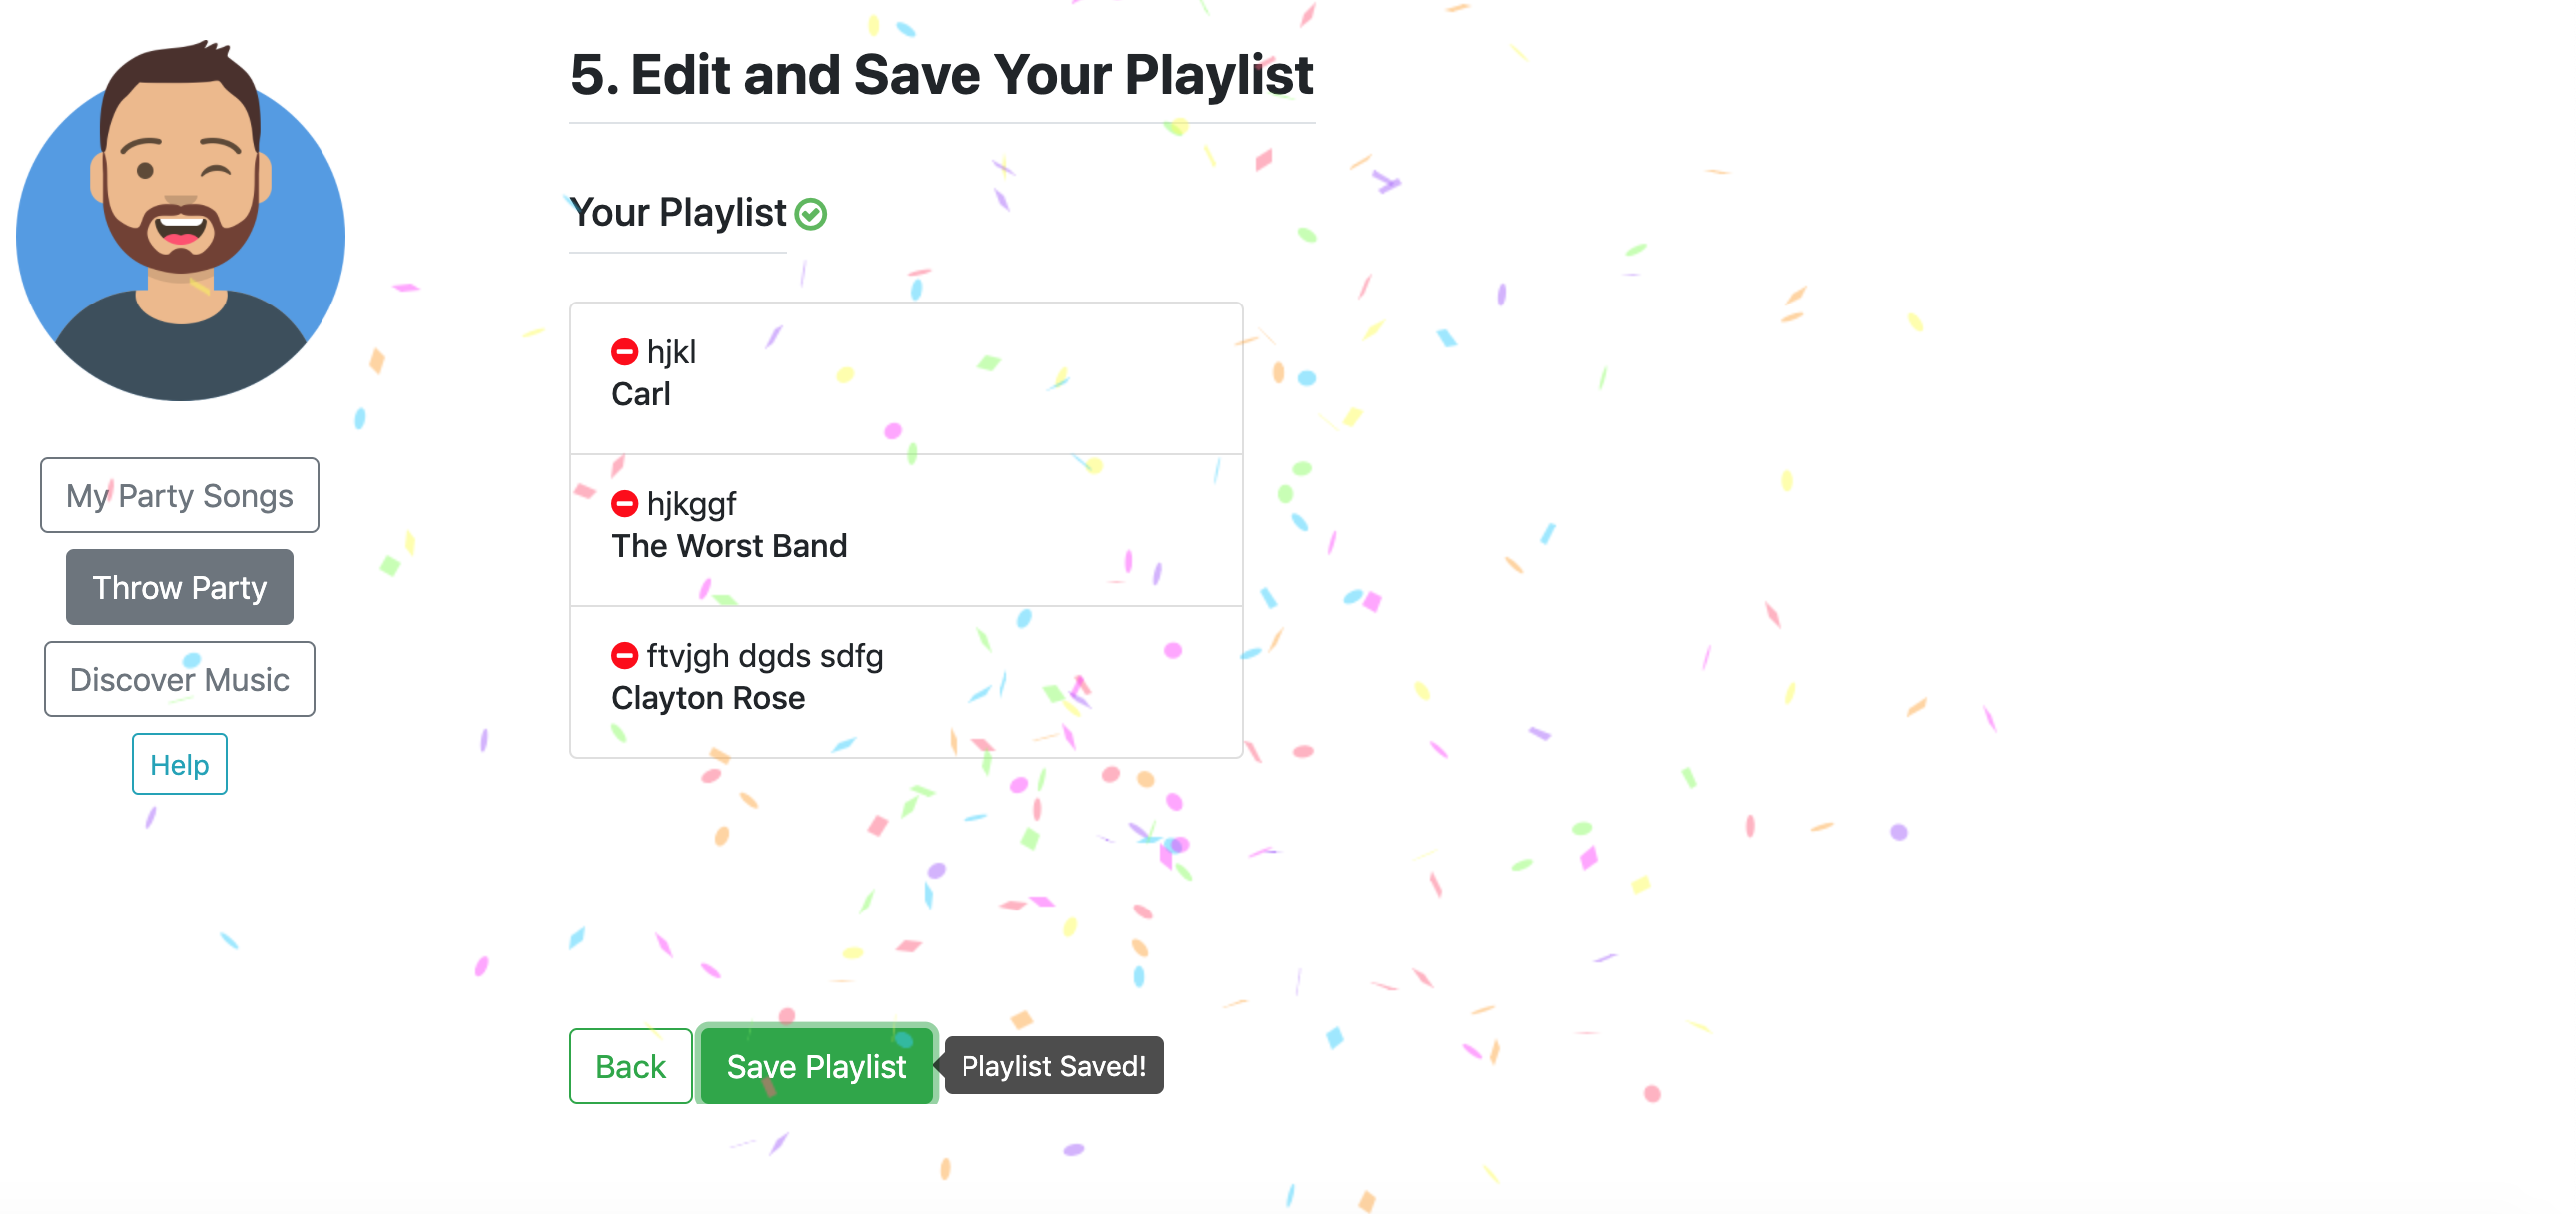 5. Edit and Save Your Playlist
Your Playlist
hjkl
Carl
hjkggf
The Worst Band
ftvjgh dgds sdfg
Clayton Rose
My Party Songs
Throw Party
Discover Music
Help
Back
Save Playlist
Playlist Saved!